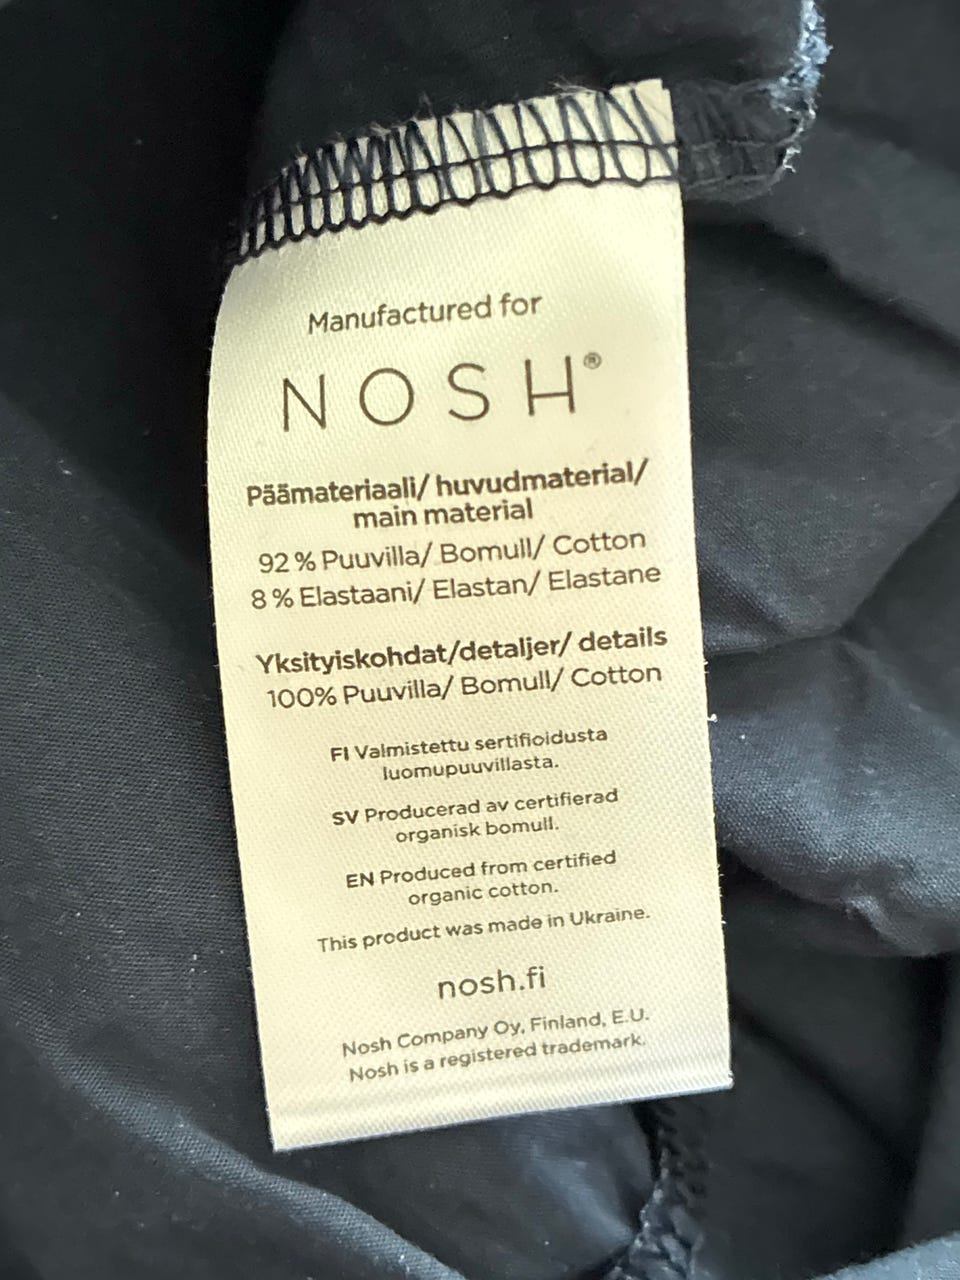 Manufactured for
NOSH®
Päämateriaali/ huvudmaterial/
main material
92 % Puuvilla/ Bomull/ Cotton
8 % Elastaani/ Elastan/ Elastane
Yksityiskohdat/detaljer/ details
100% Puuvilla/ Bomull/ Cotton
FI Valmistettu sertifioidusta
luomupuuvillasta.
SV Producerad av certifierad
organisk bomull.
EN Produced from certified
organic cotton.
This product was made in Ukraine.
nosh.fi
Nosh Company Oy, Finland, E.U.
Nosh is a registered trademark.